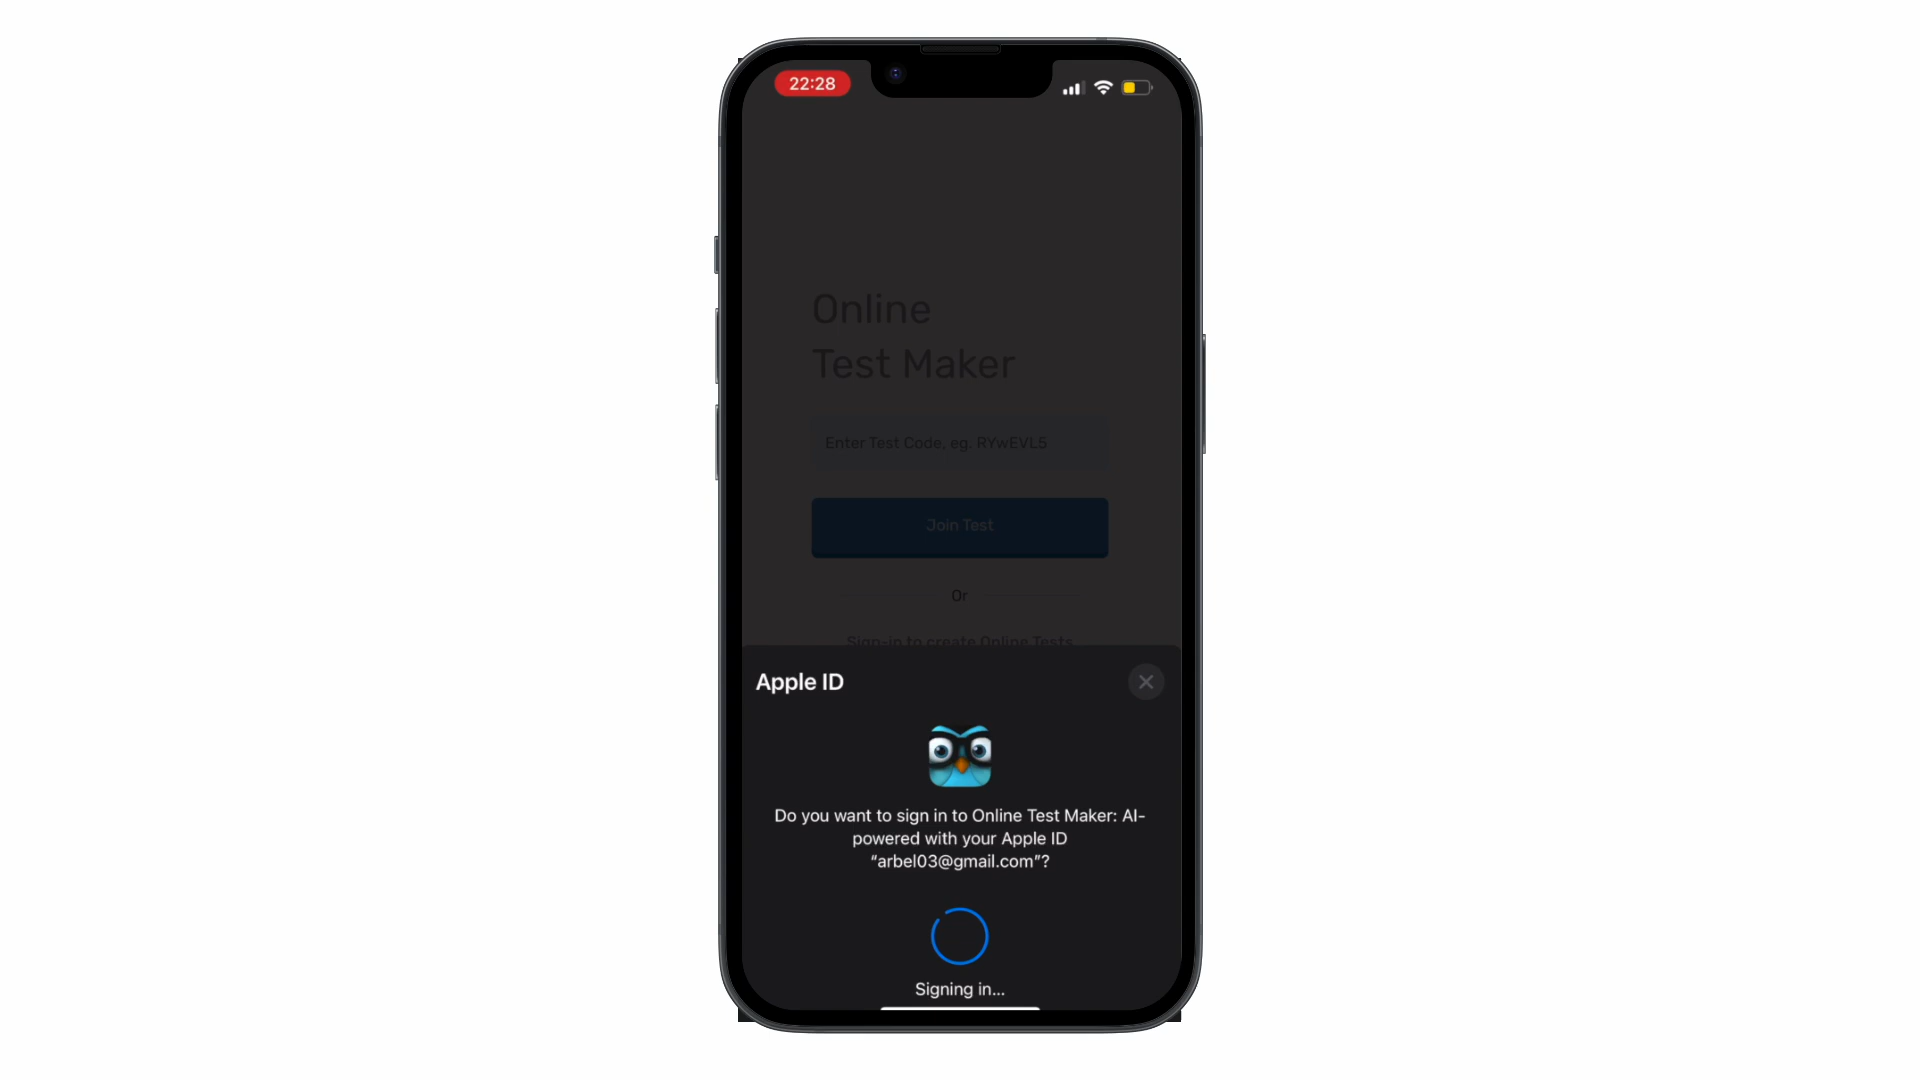 22:28
Online
Test Maker
Enter Test Code, eg. RYwEVL5
Join Test
Or
Sign-in to create Online Tests
Apple ID
Do you want to sign in to Online Test Maker: AI-
powered with your Apple ID
“arbel03@gmail.com”?
Signing in...